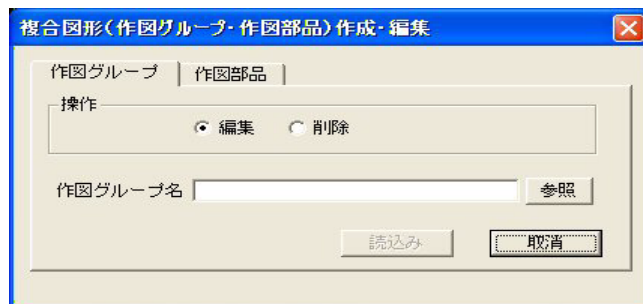 複合図形(作図グループ・作図部品)作成・編集
作図グループ 作図部品
操作
編集 削除
作図グループ名 参照
読込み 取消